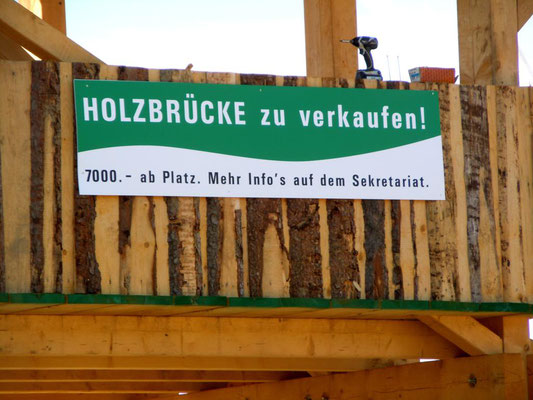 HOLZBRÜCKE zu verkaufen!
7000.- ab Platz. Mehr Info's auf dem Sekretariat.